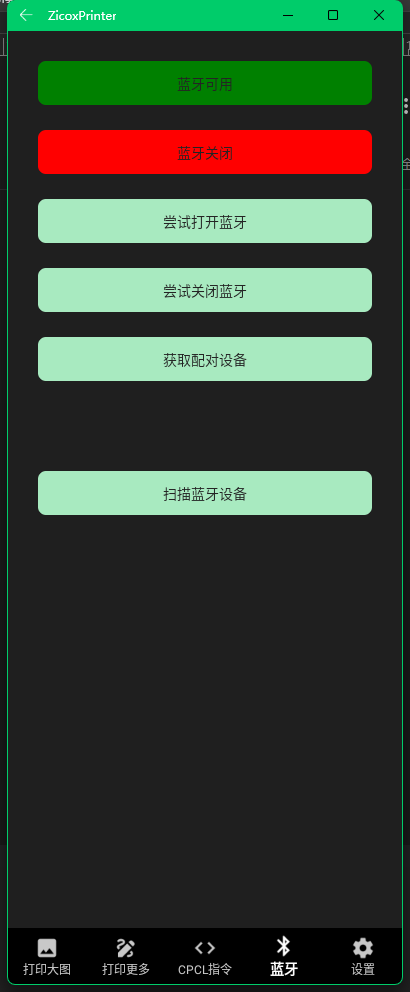 ZicoxPrinter
蓝牙可用
蓝牙关闭
尝试打开蓝牙
尝试关闭蓝牙
获取配对设备
扫描蓝牙设备
打印大图
打印更多
CPCL指令
蓝牙
设置